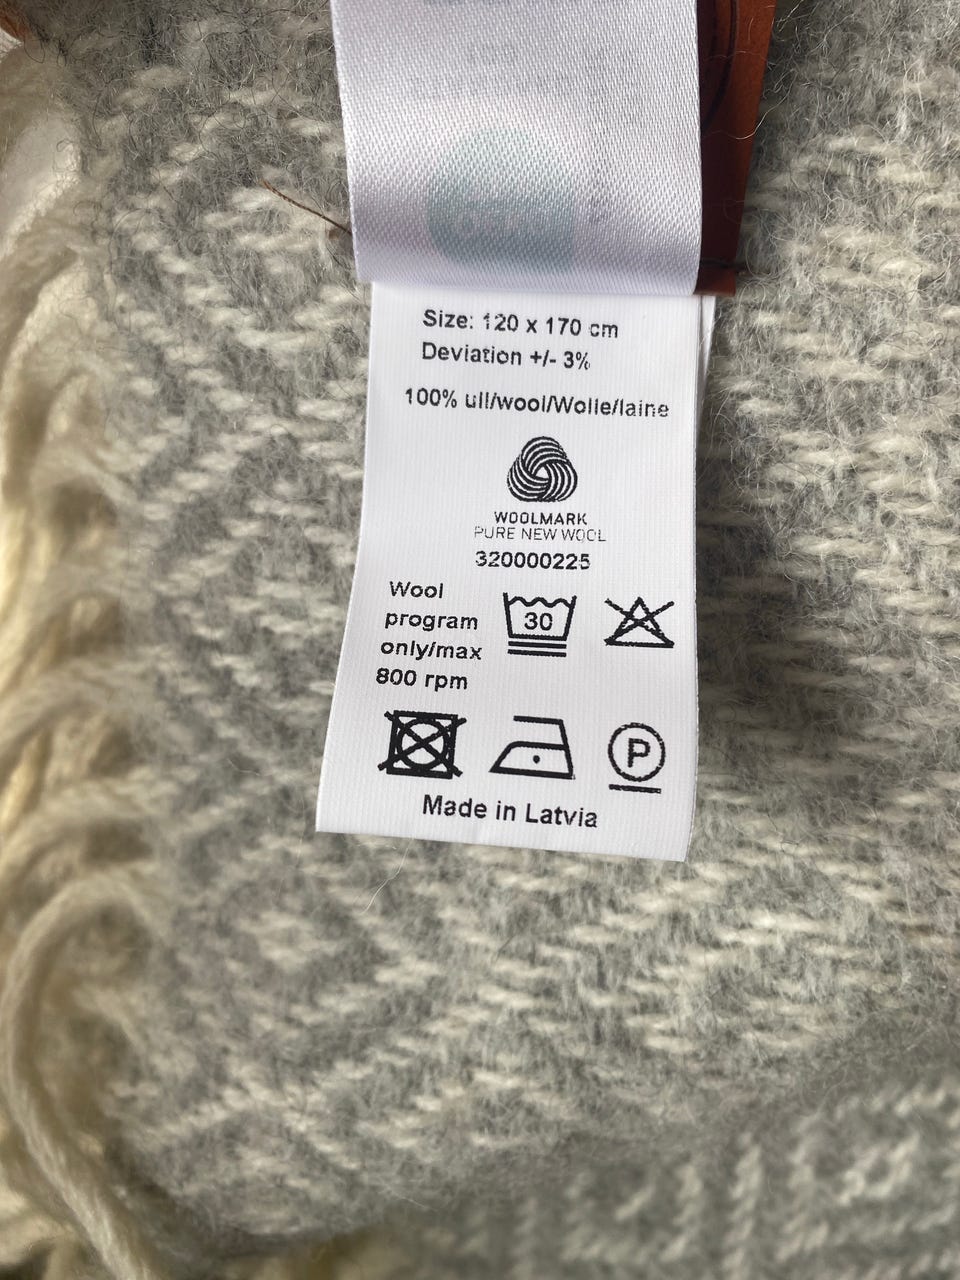 Size: 120 x 170 cm
Deviation +/- 3%
100% ull/wool/Wolle/laine
WOOLMARK
PURE NEW WOOL
320000225
Wool
program
only/max
800 rpm
30
P
Made in Latvia